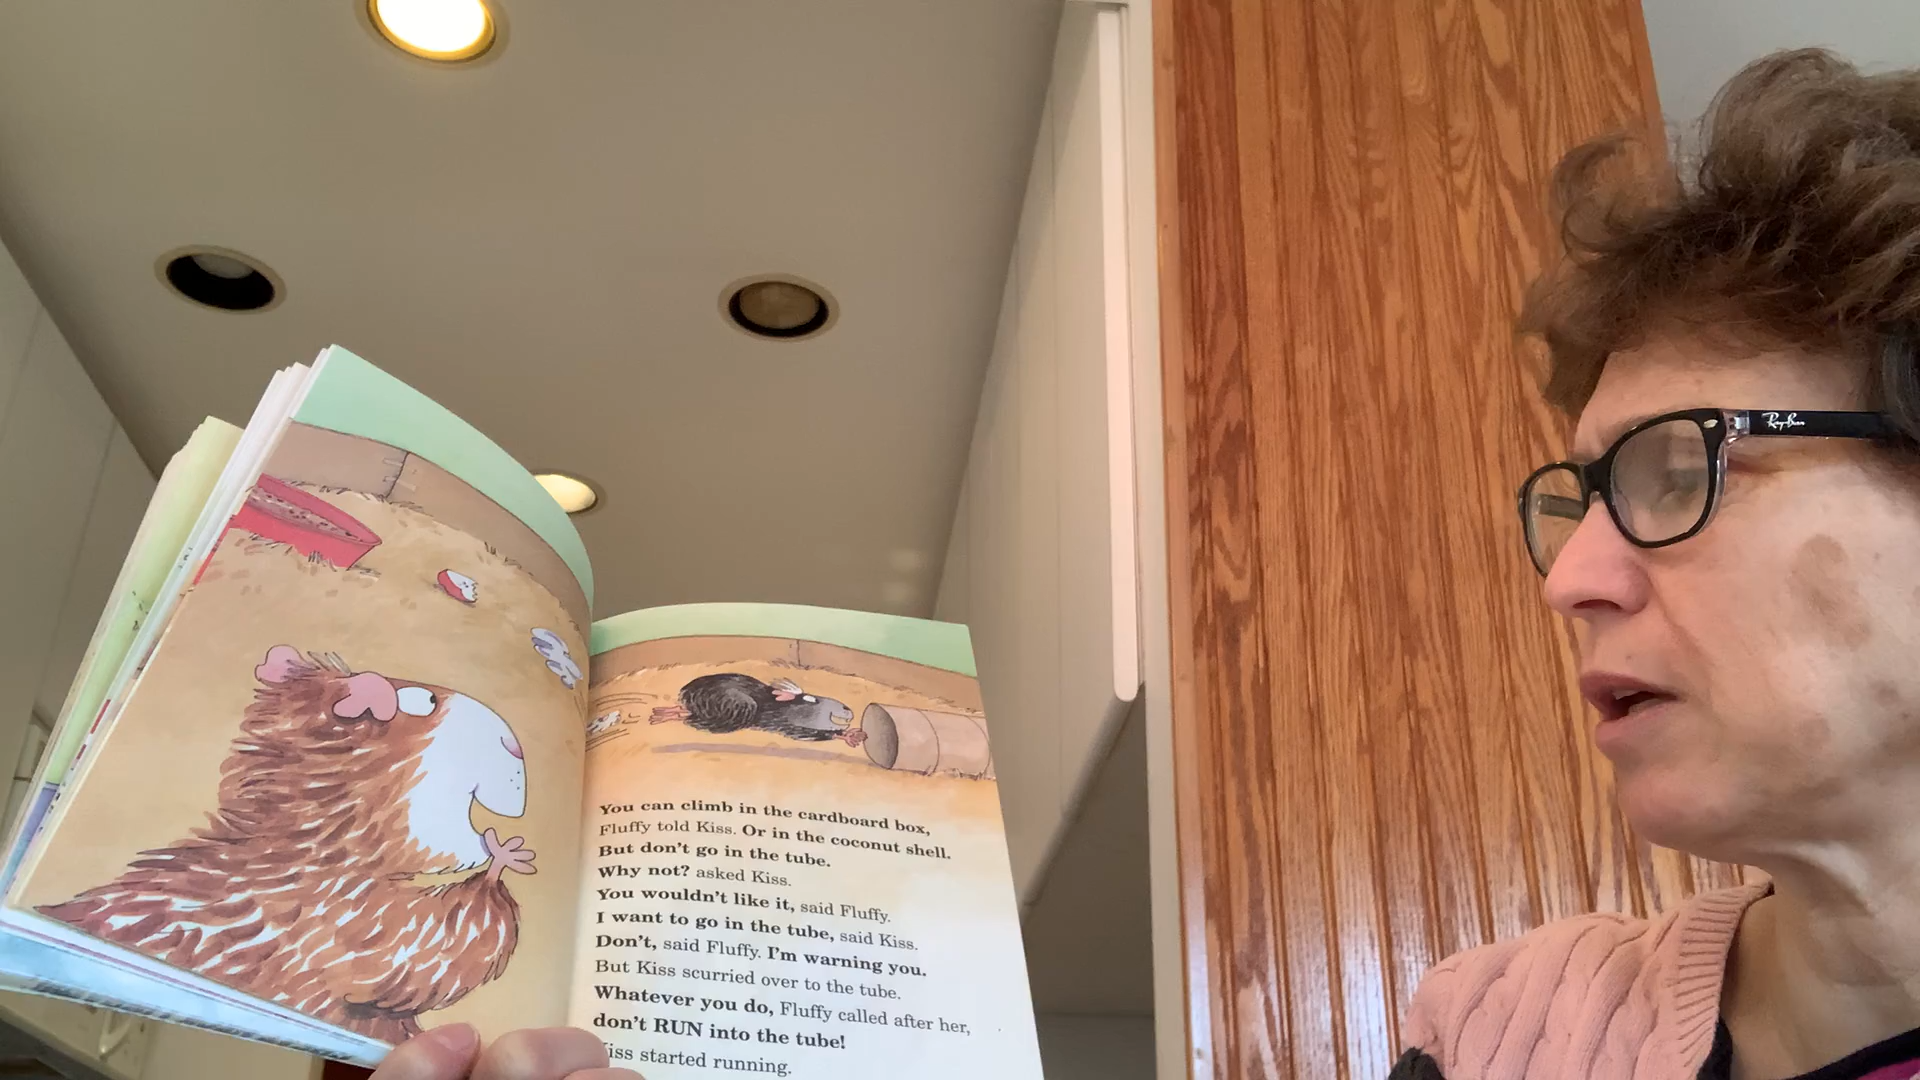 You can climb in the cardboard box,
Fluffy told Kiss. Or in the coconut shell.
But don't go in the tube.
Why not? asked Kiss.
You wouldn't like it, said Fluffy.
I want to go in the tube, said Kiss.
Don't, said Fluffy. I'm warning you.
But Kiss scurried over to the tube.
Whatever you do, Fluffy called after her,
don't RUN into the tube!
Kiss started running.
Ray-Ban